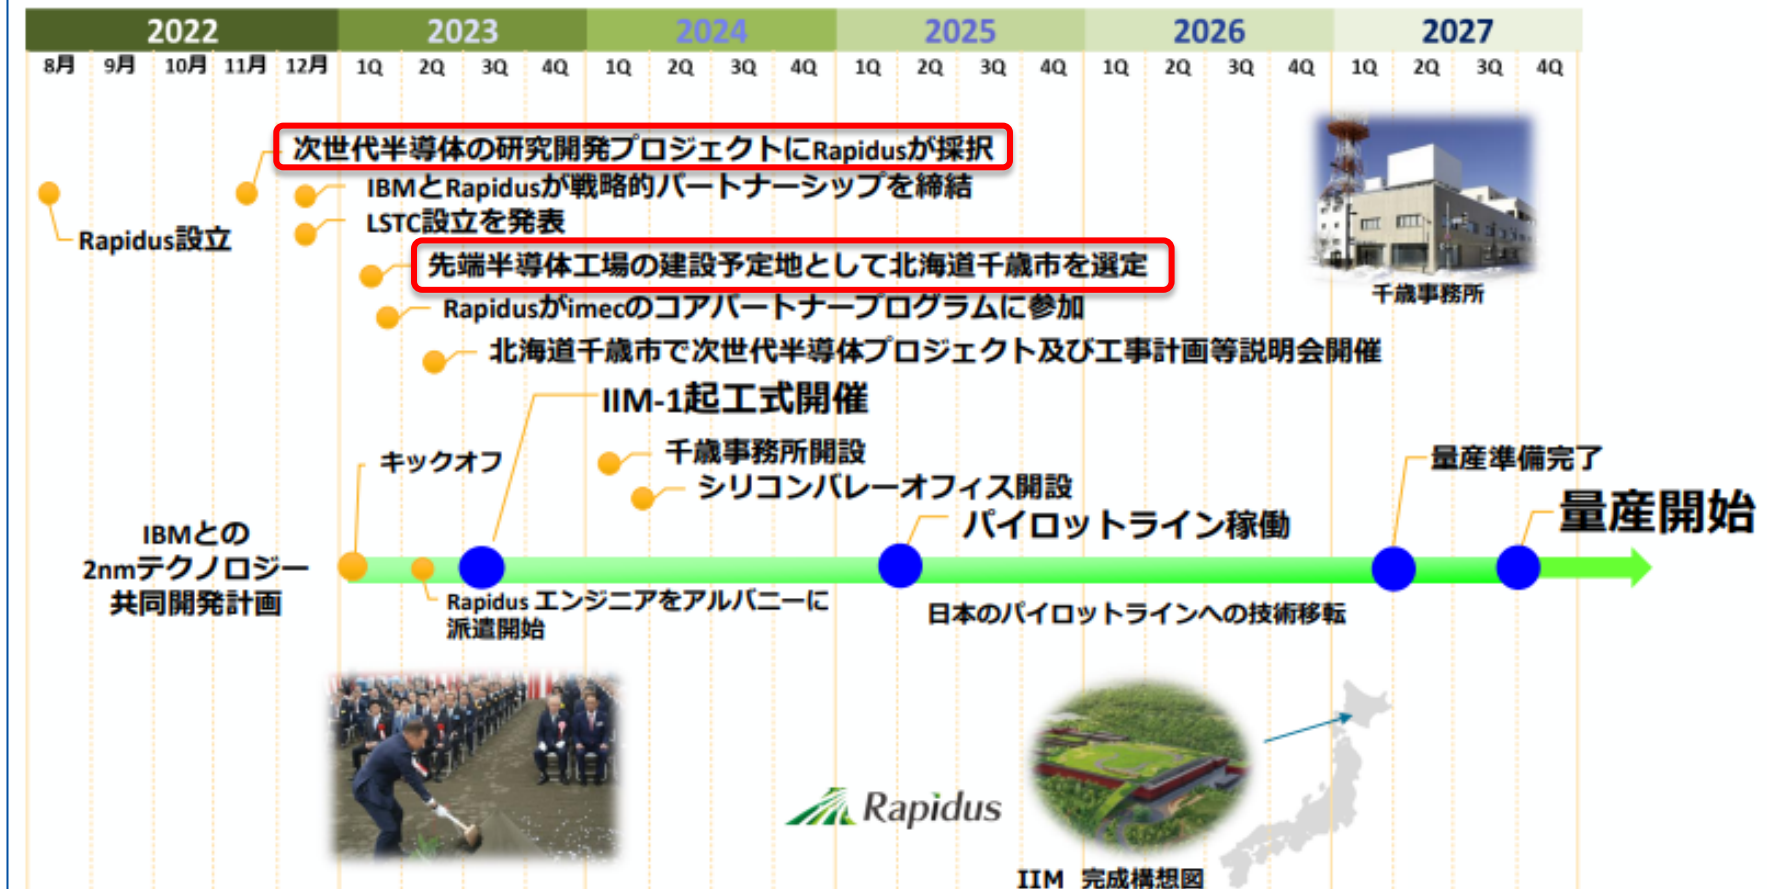 2022 2023 2024 2025 2026 2027
8月 9月 10月 11月 12月 1Q 2Q 3Q 4Q 1Q 2Q 3Q 4Q 1Q 2Q 3Q 4Q 1Q 2Q 3Q 4Q 1Q 2Q 3Q 4Q
次世代半導体の研究開発プロジェクトにRapidusが採択
IBMとRapidusが戦略的パートナーシップを締結
LSTC設立を発表
Rapidus設立
先端半導体工場の建設予定地として北海道千歳市を選定
千歳事務所
Rapidusがimecのコアパートナープログラムに参加
北海道千歳市で次世代半導体プロジェクト及び工事計画等説明会開催
IIM-1起工式開催
キックオフ
千歳事務所開設
シリコンバレーオフィス開設
量産準備完了
パイロットライン稼働
量産開始
IBMとの
2nmテクノロジー
共同開発計画
Rapidus エンジニアをアルバニーに
派遣開始
日本のパイロットラインへの技術移転
Rapidus
IIM 完成構想図